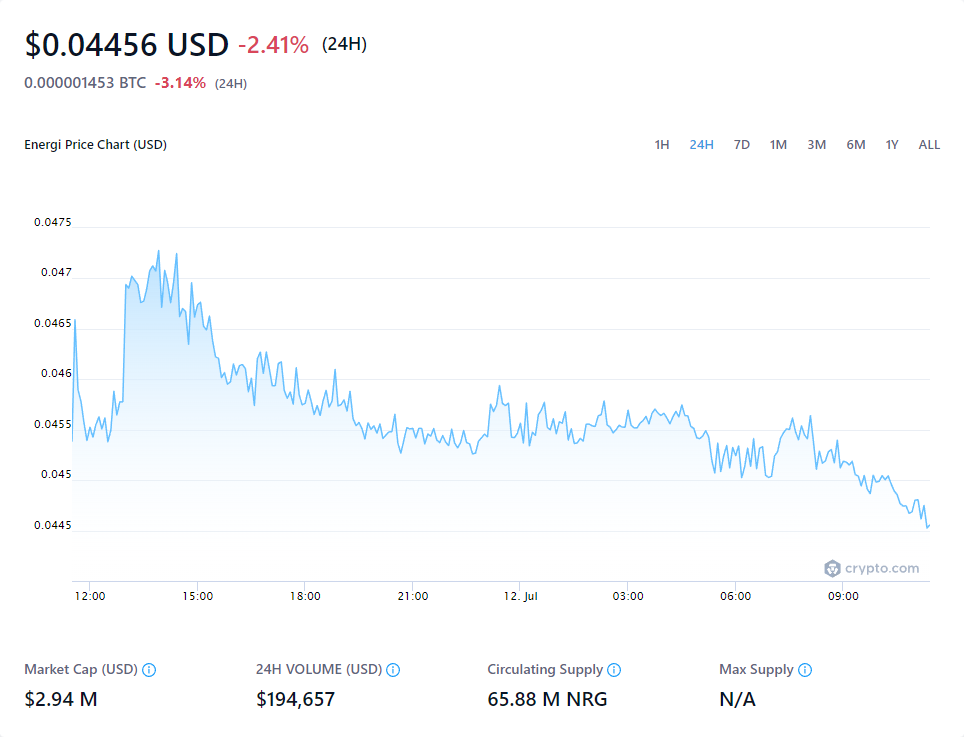 $0.04456 USD -2.41% (24H)
0.000001453 BTC -3.14% (24H)
Energi Price Chart (USD) 1H 24H 7D 1M 3M 6M 1Y ALL
0.0475
0.047
0.0465
0.046
0.0455
0.045
0.0445
crypto.com
12:00 15:00 18:00 21:00 12. Jul 03:00 06:00 09:00
Market Cap (USD) 24H VOLUME (USD) Circulating Supply Max Supply
$2.94 M $194,657 65.88 M NRG N/A